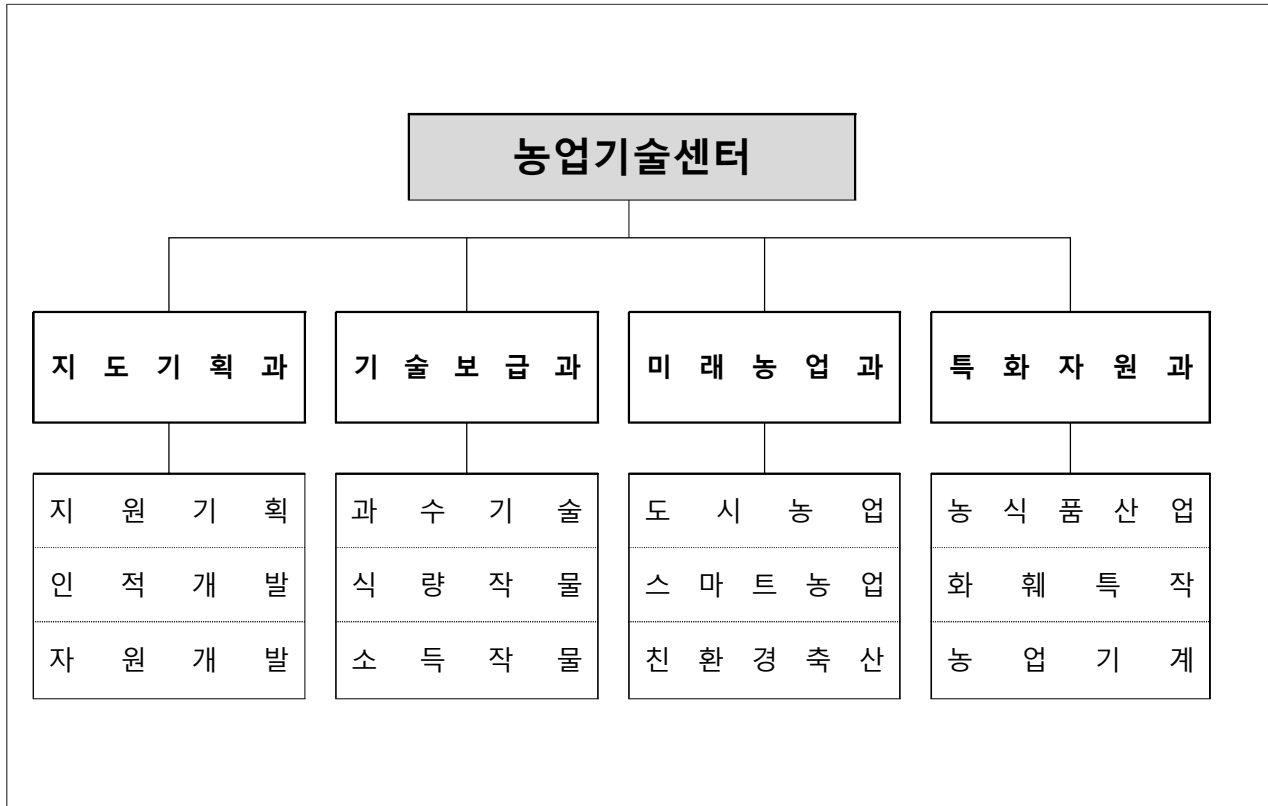 농업기술센터
지도기획과 기술보급과 미래농업과 특화자원과
지원기획 과수기술 도시농업 농식품산업
인적개발 식량작물 스마트농업 화훼특작
자원개발 소득작물 친환경축산 농업기계